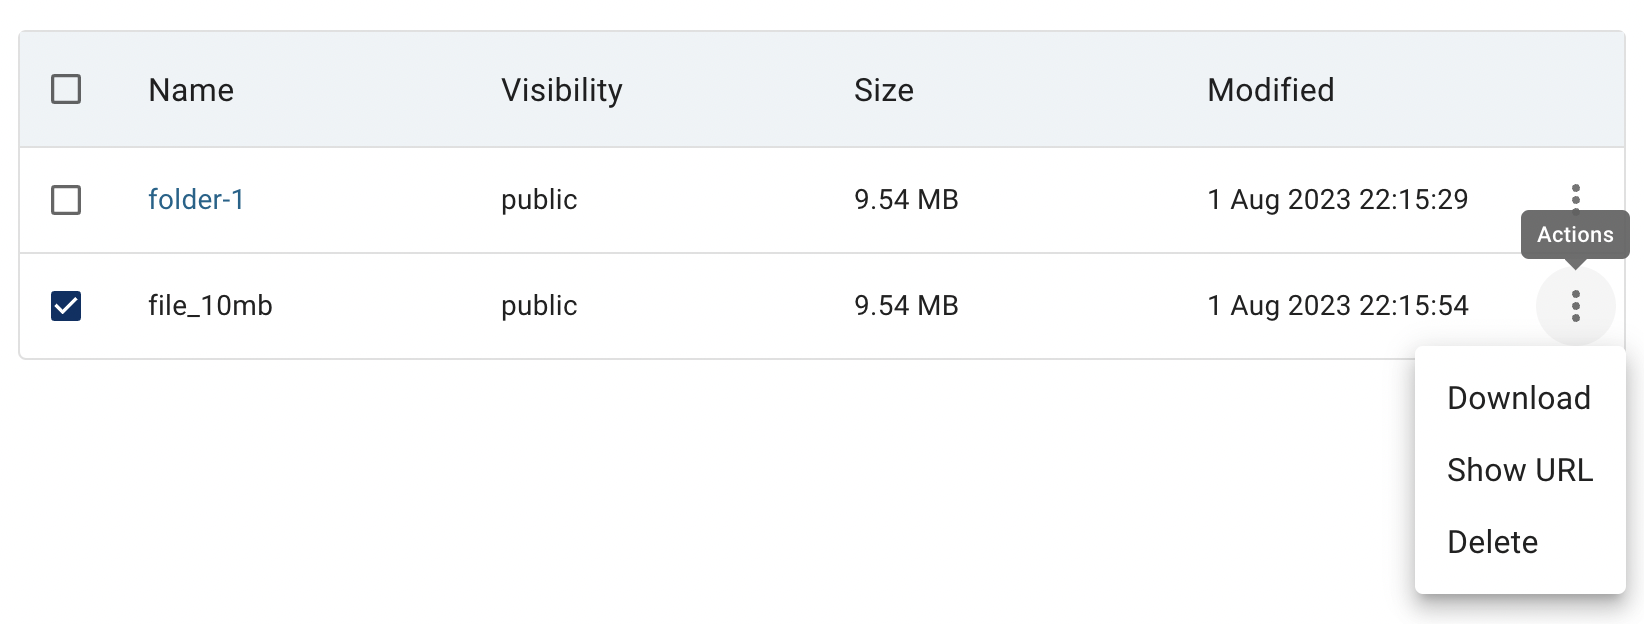 Name Visibility Size Modified
folder-1 public 9.54 MB 1 Aug 2023 22:15:29
Actions
file_10mb public 9.54 MB 1 Aug 2023 22:15:54
Download
Show URL
Delete